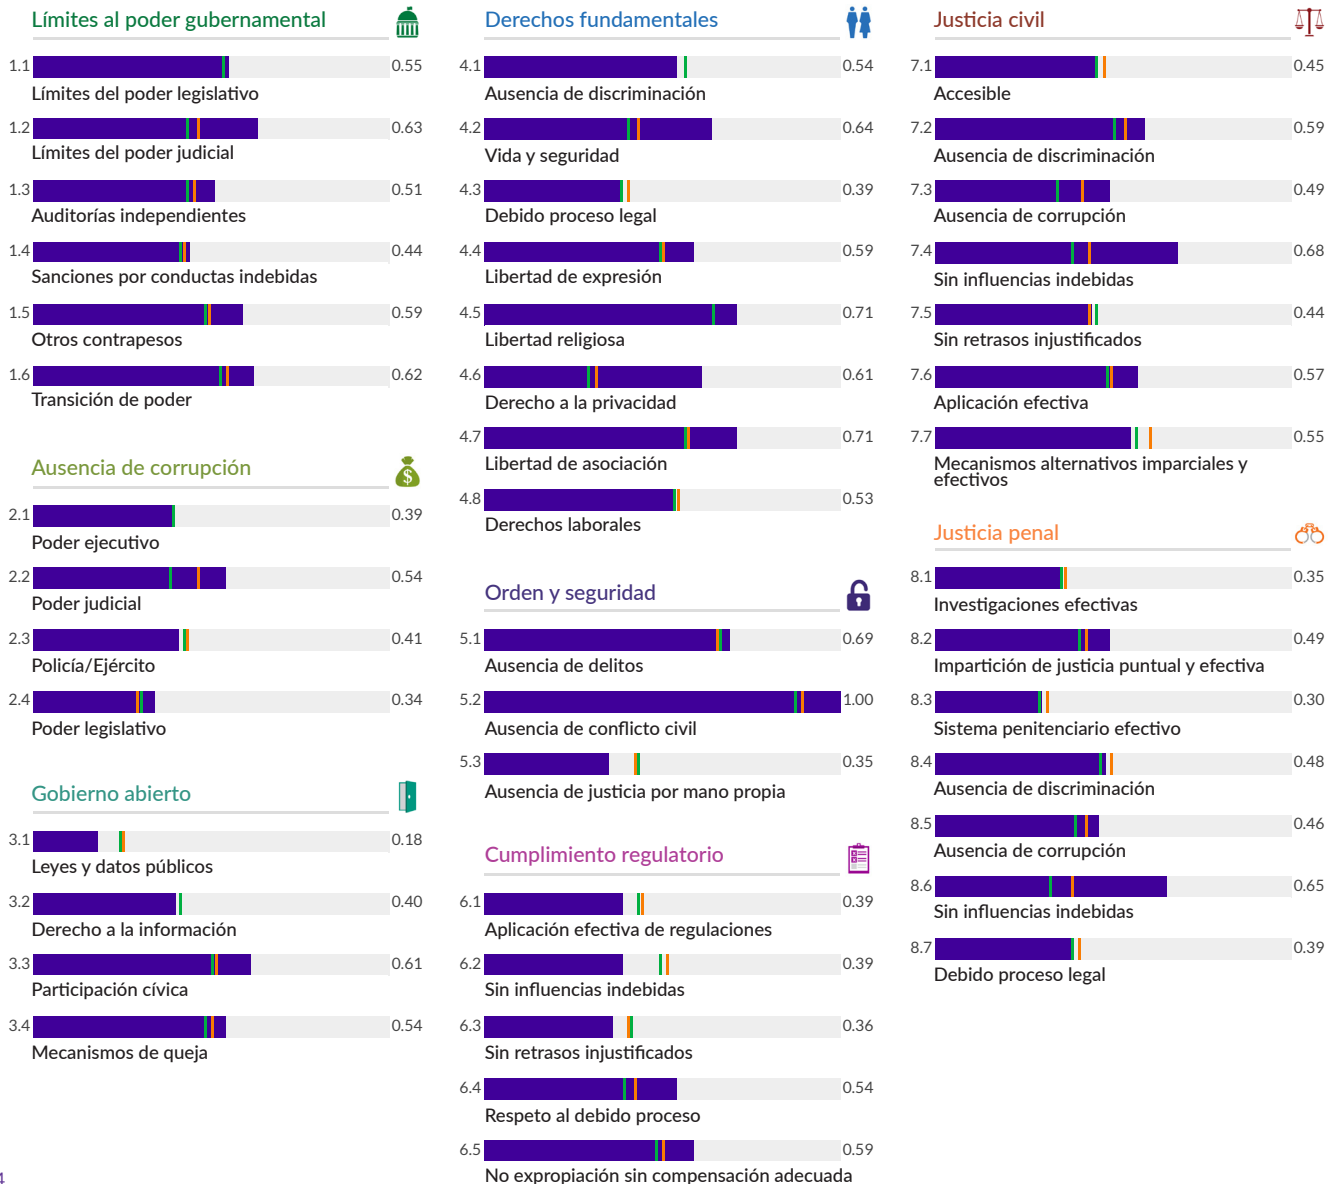 Límites al poder gubernamental
1.1 0.55
Límites del poder legislativo
1.2 0.63
Límites del poder judicial
1.3 0.51
Auditorías independientes
1.4 0.44
Sanciones por conductas indebidas
1.5 0.59
Otros contrapesos
1.6 0.62
Transición de poder
Ausencia de corrupción
$
2.1 0.39
Poder ejecutivo
2.2 0.54
Poder judicial
2.3 0.41
Policía/Ejército
2.4 0.34
Poder legislativo
Gobierno abierto
3.1 0.18
Leyes y datos públicos
3.2 0.40
Derecho a la información
3.3 0.61
Participación cívica
3.4 0.54
Mecanismos de queja
Derechos fundamentales
4.1 0.54
Ausencia de discriminación
4.2 0.64
Vida y seguridad
4.3 0.39
Debido proceso legal
4.4 0.59
Libertad de expresión
4.5 0.71
Libertad religiosa
4.6 0.61
Derecho a la privacidad
4.7 0.71
Libertad de asociación
4.8 0.53
Derechos laborales
Orden y seguridad
5.1 0.69
Ausencia de delitos
5.2 1.00
Ausencia de conflicto civil
5.3 0.35
Ausencia de justicia por mano propia
Cumplimiento regulatorio
6.1 0.39
Aplicación efectiva de regulaciones
6.2 0.39
Sin influencias indebidas
6.3 0.36
Sin retrasos injustificados
6.4 0.54
Respeto al debido proceso
6.5 0.59
No expropiación sin compensación adecuada
Justicia civil
7.1 0.45
Accesible
7.2 0.59
Ausencia de discriminación
7.3 0.49
Ausencia de corrupción
7.4 0.68
Sin influencias indebidas
7.5 0.44
Sin retrasos injustificados
7.6 0.57
Aplicación efectiva
7.7 0.55
Mecanismos alternativos imparciales y
efectivos
Justicia penal
8.1 0.35
Investigaciones efectivas
8.2 0.49
Impartición de justicia puntual y efectiva
8.3 0.30
Sistema penitenciario efectivo
8.4 0.48
Ausencia de discriminación
8.5 0.46
Ausencia de corrupción
8.6 0.65
Sin influencias indebidas
8.7 0.39
Debido proceso legal